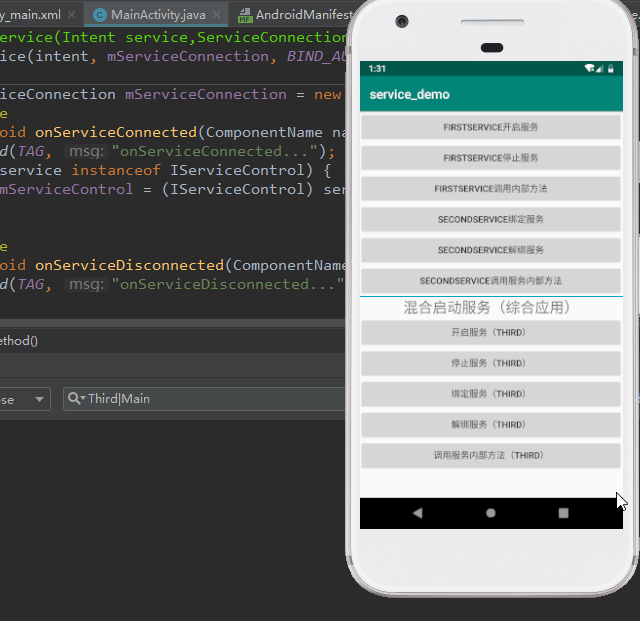 y_main.xml × MainActivity.java × AndroidManifest
ervice(Intent service,ServiceConnection
ice(intent, mServiceConnection, BIND_AU
iceConnection mServiceConnection = new
e
oid onServiceConnected(ComponentName na
d(TAG, msg: "onServiceConnected...");
service instanceof IServiceControl) {
mServiceControl = (IServiceControl) ser
e
oid onServiceDisconnected(ComponentName
d(TAG, msg: "onServiceDisconnected..."
ethod()
se
Third|Main
1:31
service_demo
FIRSTSERVICE开启服务
FIRSTSERVICE停止服务
FIRSTSERVICE调用内部方法
SECONDSERVICE绑定服务
SECONDSERVICE解绑服务
SECONDSERVICE调用服务内部方法
混合启动服务（综合应用）
开启服务（THIRD）
停止服务（THIRD）
绑定服务（THIRD）
解绑服务（THIRD）
调用服务内部方法（THIRD）